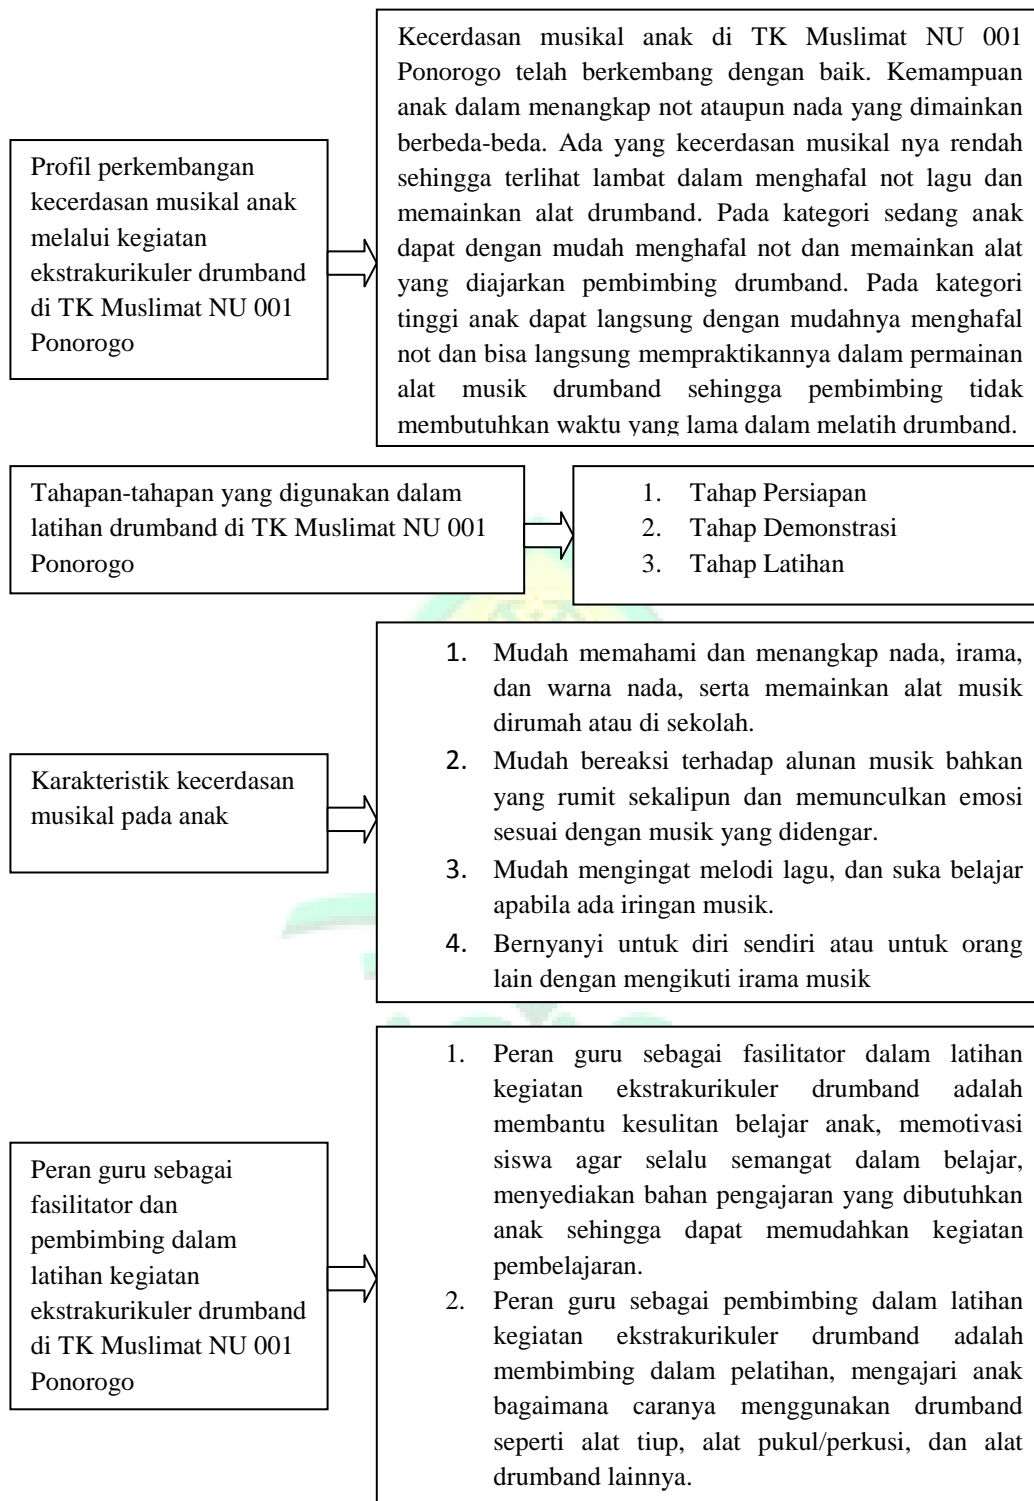 Profil perkembangan
kecerdasan musikal anak
melalui kegiatan
ekstrakurikuler drumband
di TK Muslimat NU 001
Ponorogo
Kecerdasan musikal anak di TK Muslimat NU 001
Ponorogo telah berkembang dengan baik. Kemampuan
anak dalam menangkap not ataupun nada yang dimainkan
berbeda-beda. Ada yang kecerdasan musikal nya rendah
sehingga terlihat lambat dalam menghafal not lagu dan
memainkan alat drumband. Pada kategori sedang anak
dapat dengan mudah menghafal not dan memainkan alat
yang diajarkan pembimbing drumband. Pada kategori
tinggi anak dapat langsung dengan mudahnya menghafal
not dan bisa langsung mempraktikannya dalam permainan
alat musik drumband sehingga pembimbing tidak
membutuhkan waktu yang lama dalam melatih drumband.
Tahapan-tahapan yang digunakan dalam
latihan drumband di TK Muslimat NU 001
Ponorogo
1. Tahap Persiapan
2. Tahap Demonstrasi
3. Tahap Latihan
Karakteristik kecerdasan
musikal pada anak
1. Mudah memahami dan menangkap nada, irama,
dan warna nada, serta memainkan alat musik
dirumah atau di sekolah.
2. Mudah bereaksi terhadap alunan musik bahkan
yang rumit sekalipun dan memunculkan emosi
sesuai dengan musik yang didengar.
3. Mudah mengingat melodi lagu, dan suka belajar
apabila ada iringan musik.
4. Bernyanyi untuk diri sendiri atau untuk orang
lain dengan mengikuti irama musik
Peran guru sebagai
fasilitator dan
pembimbing dalam
latihan kegiatan
ekstrakurikuler drumband
di TK Muslimat NU 001
Ponorogo
1. Peran guru sebagai fasilitator dalam latihan
kegiatan ekstrakurikuler drumband adalah
membantu kesulitan belajar anak, memotivasi
siswa agar selalu semangat dalam belajar,
menyediakan bahan pengajaran yang dibutuhkan
anak sehingga dapat memudahkan kegiatan
pembelajaran.
2. Peran guru sebagai pembimbing dalam latihan
kegiatan ekstrakurikuler drumband adalah
membimbing dalam pelatihan, mengajari anak
bagaimana caranya menggunakan drumband
seperti alat tiup, alat pukul/perkusi, dan alat
drumband lainnya.